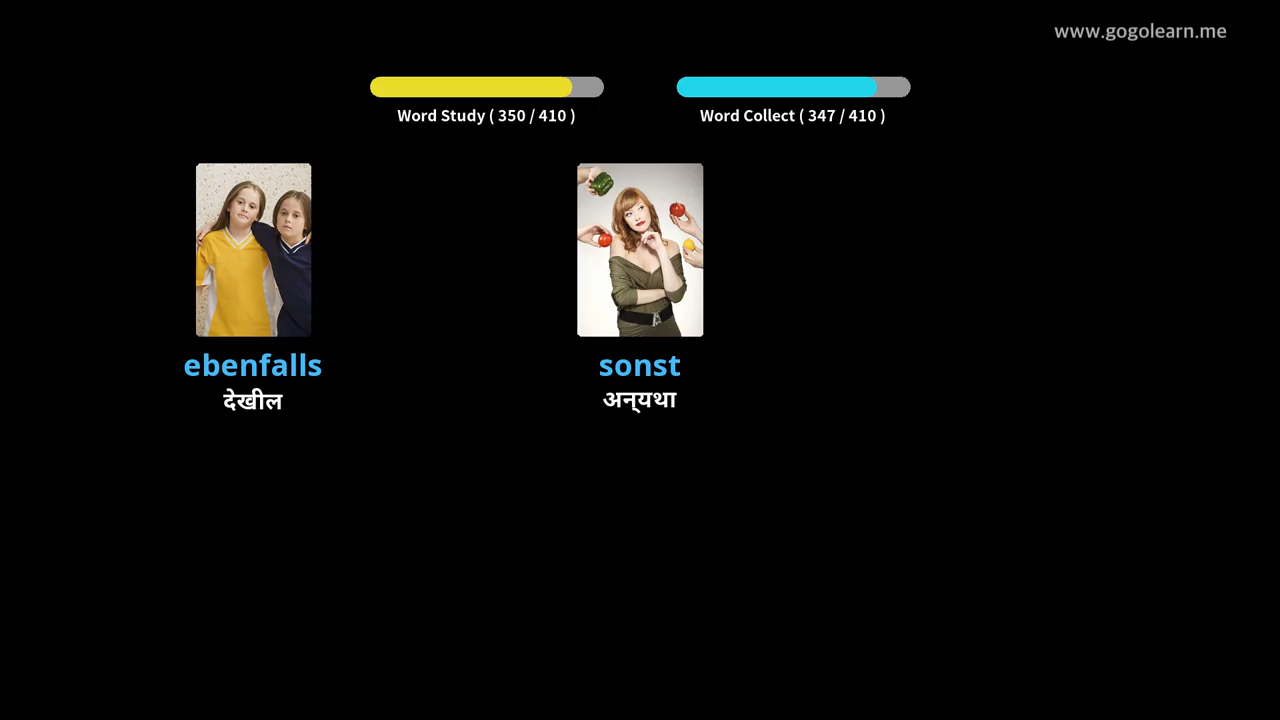 www.gogolearn.me
Word Study ( 350 / 410 )
Word Collect ( 347 / 410 )
ebenfalls
sonst
देखील
अन्‌यथा